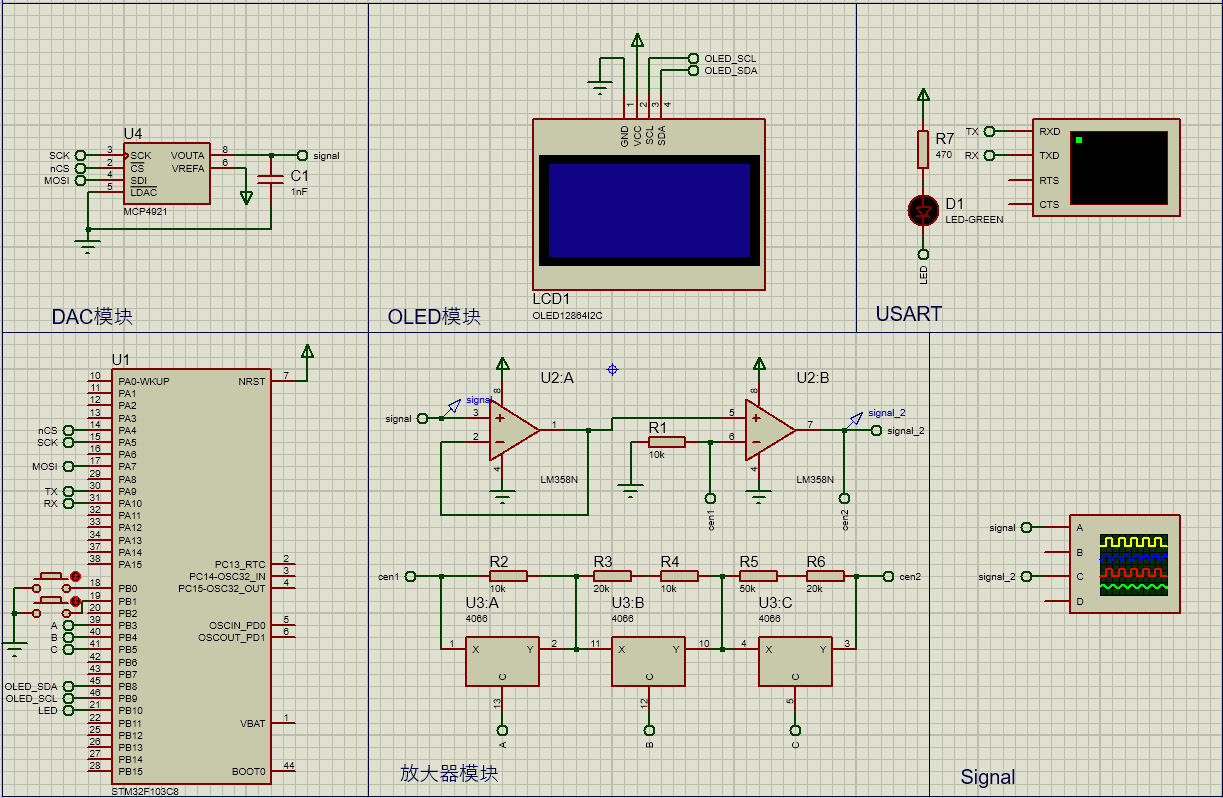 U4
3
2
4
5
SCK
nCS
MOSI
SCK
CS
SDI
LDAC
VOUTA
VREFA
8
6
signal
C1
1nF
MCP4921
DAC模块
OLED_SCL
OLED_SDA
1
2
3
4
GND
VCC
SCL
SDA
LCD1
OLED12864I2C
OLED模块
R7
470
D1
LED-GREEN
LED
TX
RX
RXD
TXD
RTS
CTS
USART
U1
10
11
12
13
14
15
16
17
29
30
31
32
33
34
37
38
18
19
20
39
40
41
42
43
45
46
21
22
25
26
27
28
nCS
SCK
MOSI
TX
RX
A
B
C
OLED_SDA
OLED_SCL
LED
PA0-WKUP
PA1
PA2
PA3
PA4
PA5
PA6
PA7
PA8
PA9
PA10
PA11
PA12
PA13
PA14
PA15
PB0
PB1
PB2
PB3
PB4
PB5
PB6
PB7
PB8
PB9
PB10
PB11
PB12
PB13
PB14
PB15
NRST
7
PC13_RTC
2
PC14-OSC32_IN
3
PC15-OSC32_OUT
4
OSCIN_PD0
5
OSCOUT_PD1
6
VBAT
1
BOOT0
44
STM32F103C8
U2:A
signal
signal
3
2
8
4
1
LM358N
R1
10k
U2:B
5
6
8
4
7
LM358N
signal_2
signal_2
cen1
cen2
cen1
R2
10k
R3
20k
R4
10k
R5
50k
R6
20k
cen2
U3:A
4066
1
X
Y
2
C
13
A
U3:B
4066
11
X
Y
10
C
12
B
U3:C
4066
4
X
Y
3
C
5
C
放大器模块
signal
signal_2
A
B
C
D
Signal